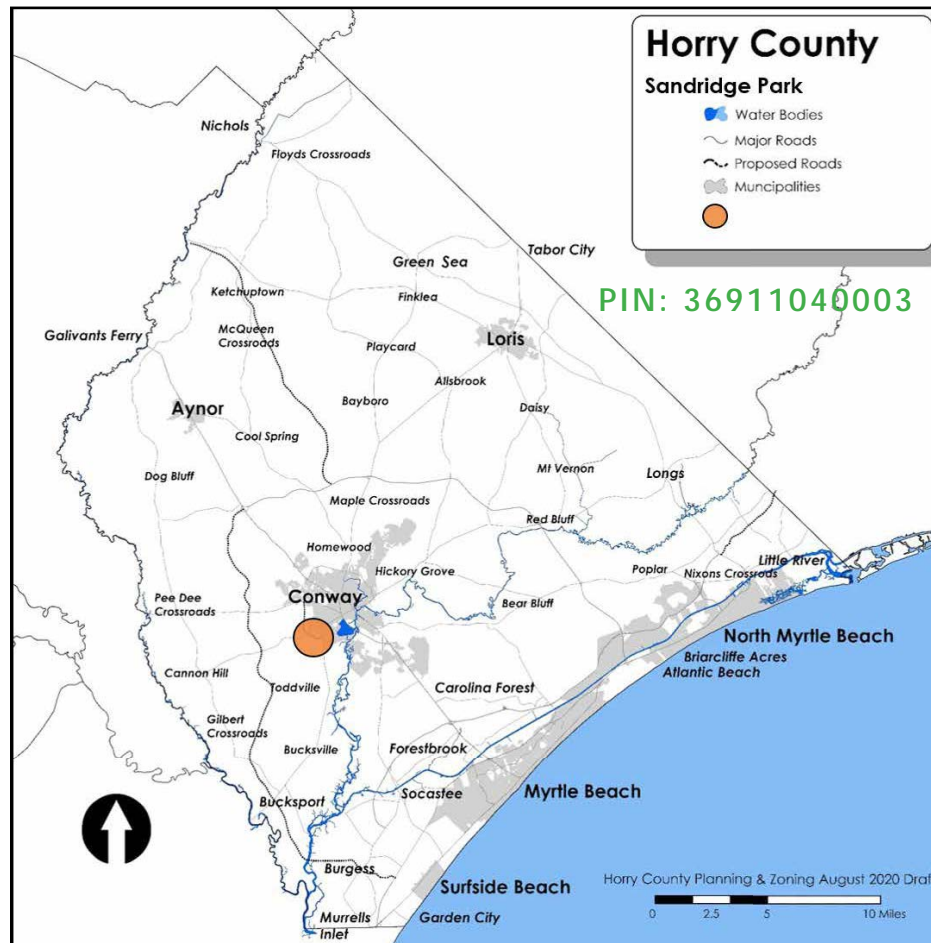 Horry County
Sandridge Park
Water Bodies
Major Roads
Proposed Roads
Muncipalities
PIN: 36911040003
Nichols
Floyds Crossroads
Tabor City
Green Sea
Ketchuptown
Finklea
Galivants Ferry
McQueen
Crossroads
Loris
Playcard
Allsbrook
Bayboro
Aynor
Daisy
Cool Spring
Mt Vernon
Longs
Dog Bluff
Maple Crossroads
Red Bluff
Homewood
Little River
Hickory Grove
Poplar
Nixons Crossroads
Conway
Pee Dee
Crossroads
Bear Bluff
North Myrtle Beach
Briarcliffe Acres
Atlantic Beach
Cannon Hill
Toddville
Carolina Forest
Gilbert
Crossroads
Bucksville
Forestbrook
Bucksport
Socastee
Myrtle Beach
Burgess
Surfside Beach
Horry County Planning & Zoning August 2020 Draf
0 2.5 5 10 Miles
Murrells
Inlet
Garden City